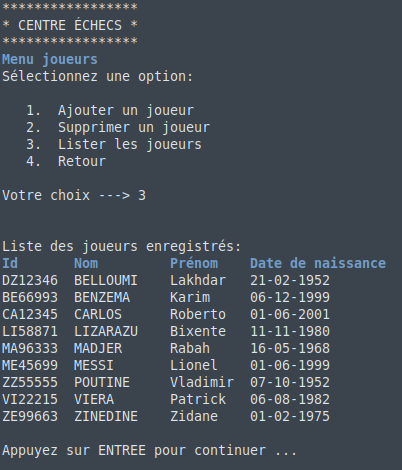 *****************
* CENTRE ÉCHECS *
*****************
Menu joueurs
Sélectionnez une option:
1. Ajouter un joueur
2. Supprimer un joueur
3. Lister les joueurs
4. Retour
Votre choix ---> 3
Liste des joueurs enregistrés:
Id Nom Prénom Date de naissance
DZ12346 BELLOUMI Lakhdar 21-02-1952
BE66993 BENZEMA Karim 06-12-1999
CA12345 CARLOS Roberto 01-06-2001
LI58871 LIZARAZU Bixente 11-11-1980
MA96333 MADJER Rabah 16-05-1968
ME45699 MESSI Lionel 01-06-1999
ZZ55555 POUTINE Vladimir 07-10-1952
VI22215 VIERA Patrick 06-08-1982
ZE99663 ZINEDINE Zidane 01-02-1975
Appuyez sur ENTREE pour continuer ...